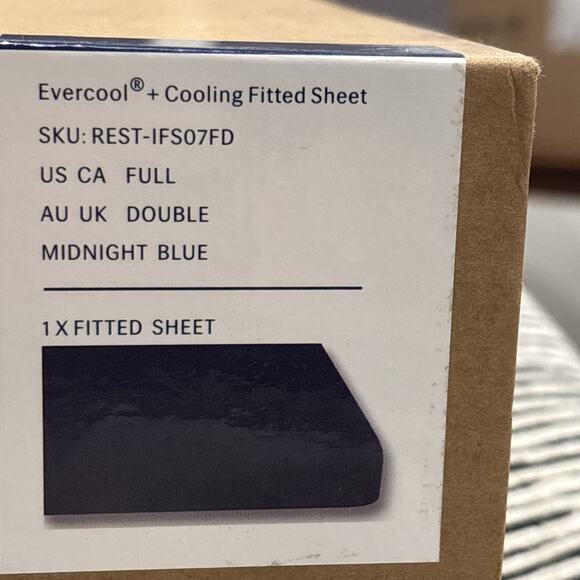 Evercool® + Cooling Fitted Sheet
SKU: REST-IFS07FD
US CA FULL
AU UK DOUBLE
MIDNIGHT BLUE
1 X FITTED SHEET